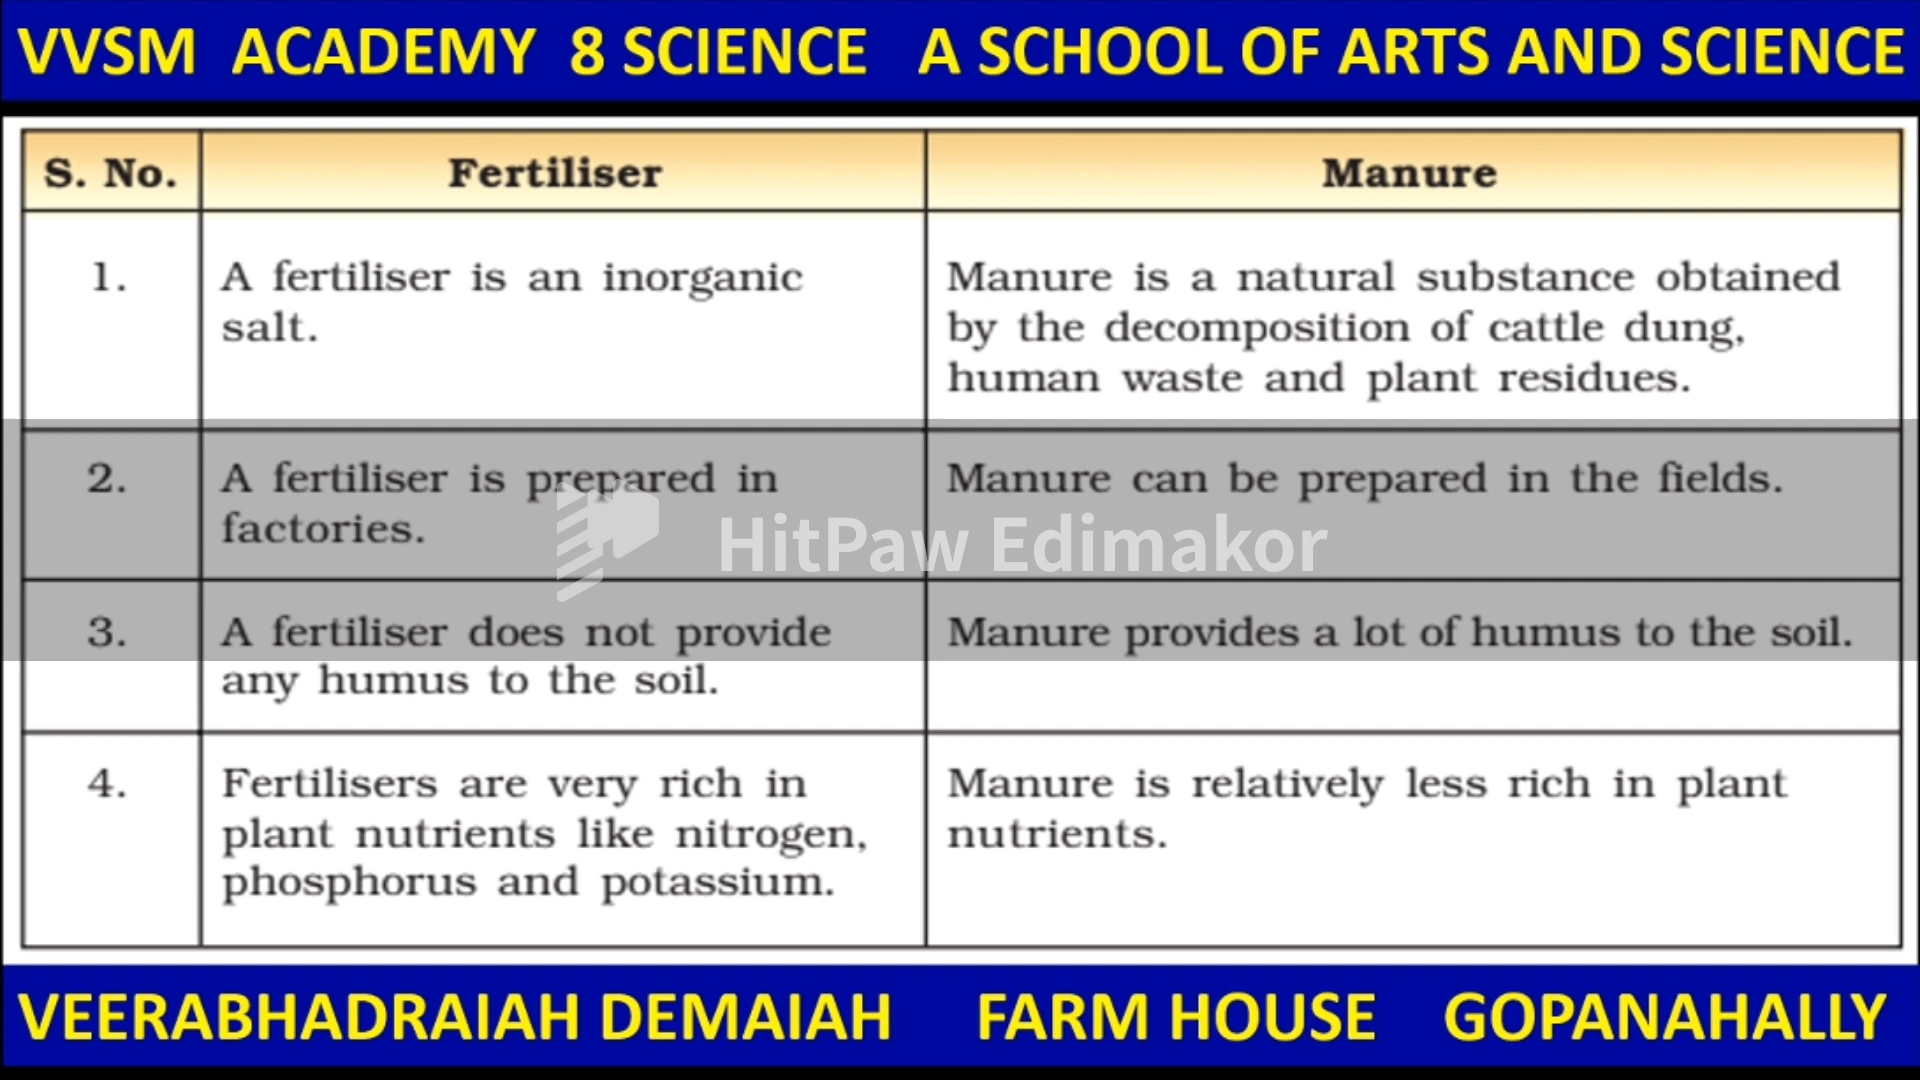 VVSM ACADEMY 8 SCIENCE A SCHOOL OF ARTS AND SCIENCE
S. No. Fertiliser Manure
1. A fertiliser is an inorganic
salt.
Manure is a natural substance obtained
by the decomposition of cattle dung,
human waste and plant residues.
2. A fertiliser is prepared in
factories.
Manure can be prepared in the fields.
HitPaw Edimakor
3. A fertiliser does not provide
any humus to the soil.
Manure provides a lot of humus to the soil.
4. Fertilisers are very rich in
plant nutrients like nitrogen,
phosphorus and potassium.
Manure is relatively less rich in plant
nutrients.
VEERABHADRAIAH DEMAIAH FARM HOUSE GOPANAHALLY